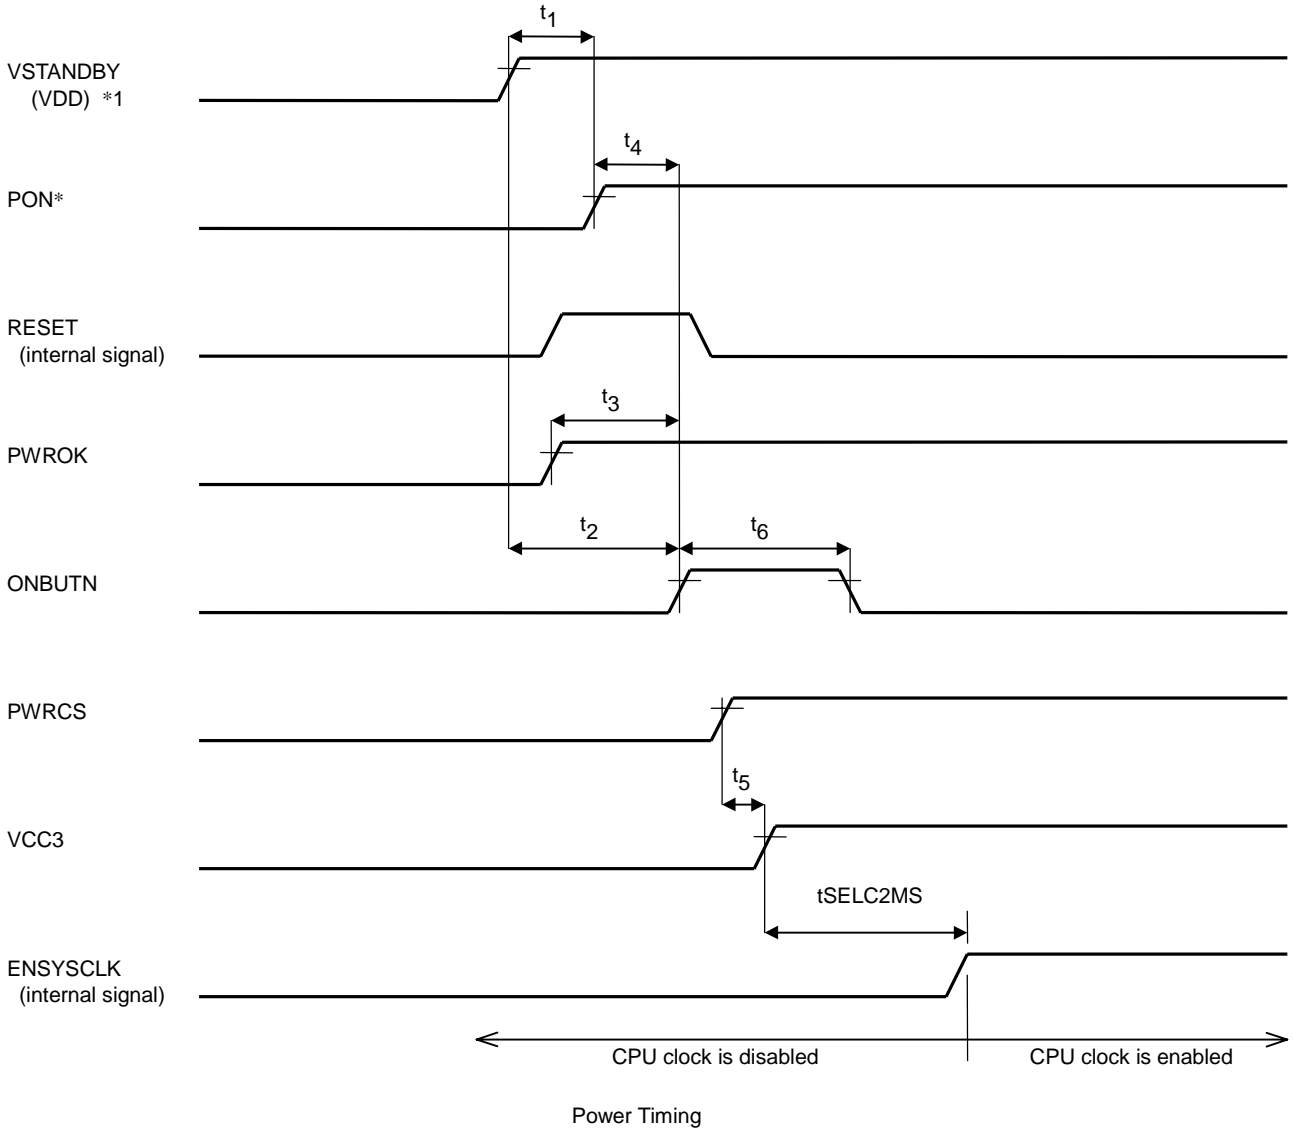 t1
VSTANDBY
(VDD) *1
t4
PON*
RESET
(internal signal)
t3
PWROK
t2
t6
ONBUTN
PWRCS
t5
VCC3
tSELC2MS
ENSYSCLK
(internal signal)
CPU clock is disabled
CPU clock is enabled
Power Timing